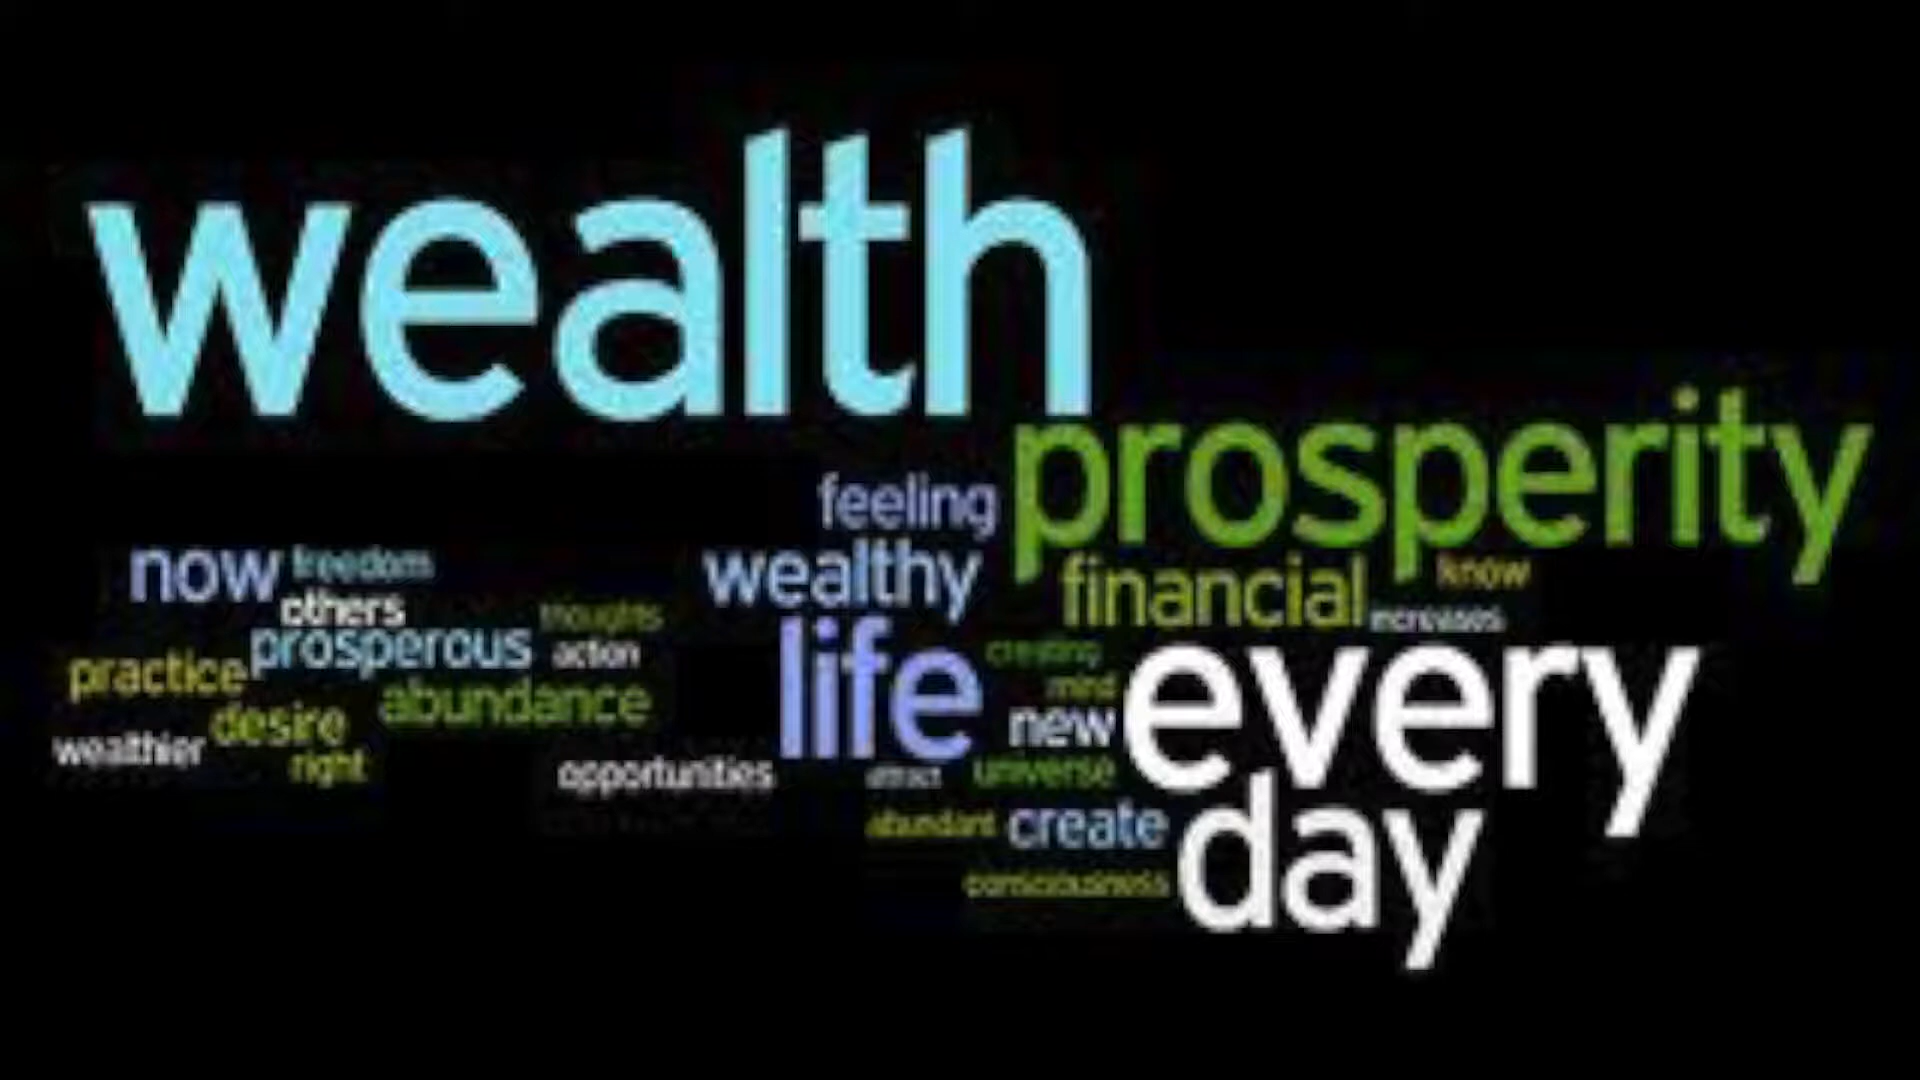 wealth
prosperity
feeling
now freedom wealthy financial know
others thoughts increases
practice prosperous action life creating every
mind
desire abundance new
wealthier right opportunities attract universe
abundant create day
consciousness